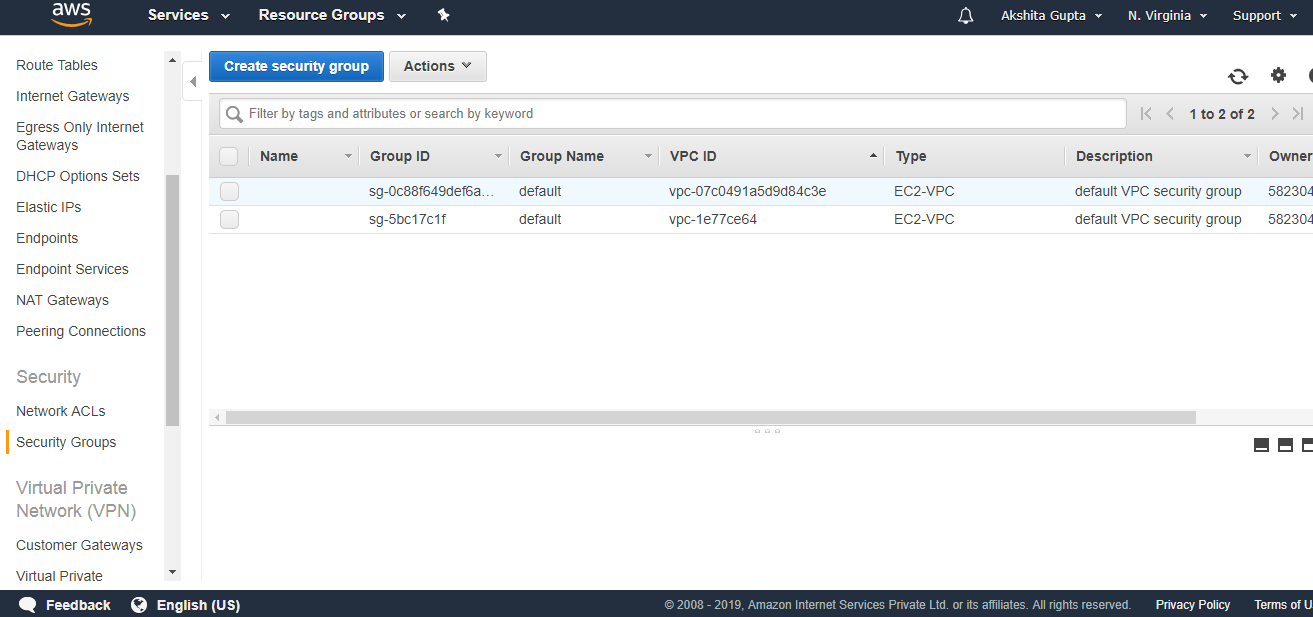 aws Services Resource Groups Akshita Gupta N. Virginia Support
Route Tables
Internet Gateways
Egress Only Internet
Gateways
DHCP Options Sets
Elastic IPs
Endpoints
Endpoint Services
NAT Gateways
Peering Connections
Security
Network ACLs
Security Groups
Virtual Private
Network (VPN)
Customer Gateways
Virtual Private
Create security group Actions
Filter by tags and attributes or search by keyword 1 to 2 of 2
Name Group ID Group Name VPC ID Type Description Owner
sg-0c88f649def6a... default vpc-07c0491a5d9d84c3e EC2-VPC default VPC security group 582304
sg-5bc17c1f default vpc-1e77ce64 EC2-VPC default VPC security group 582304
Feedback English (US) © 2008 - 2019, Amazon Internet Services Private Ltd. or its affiliates. All rights reserved. Privacy Policy Terms of U